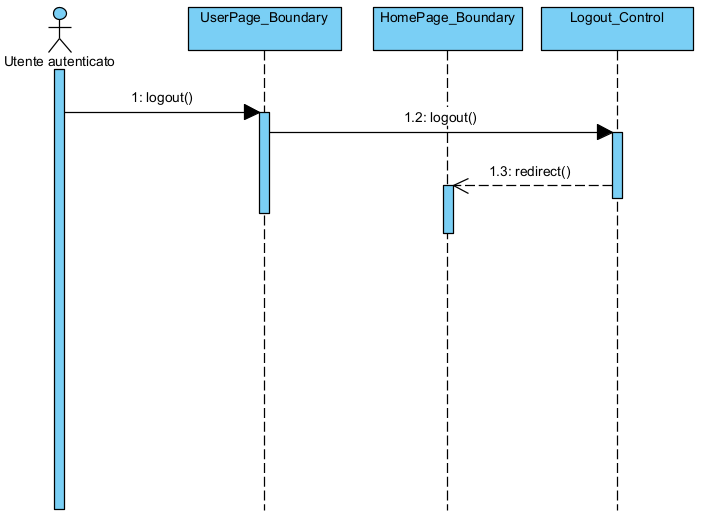 UserPage_Boundary
HomePage_Boundary
Logout_Control
Utente autenticato
1: logout()
1.2: logout()
1.3: redirect()